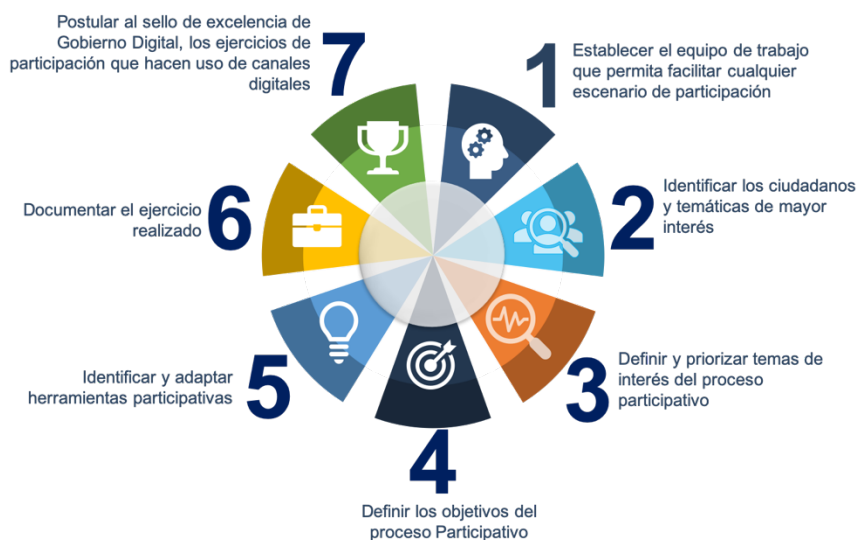 1
Establecer el equipo de trabajo
que permita facilitar cualquier
escenario de participación
2
Identificar los ciudadanos
y temáticas de mayor
interés
3
Definir y priorizar temas de
interés del proceso
participativo
4
Definir los objetivos del
proceso Participativo
5
Identificar y adaptar
herramientas participativas
6
Documentar el ejercicio
realizado
7
Postular al sello de excelencia de
Gobierno Digital, los ejercicios de
participación que hacen uso de canales
digitales